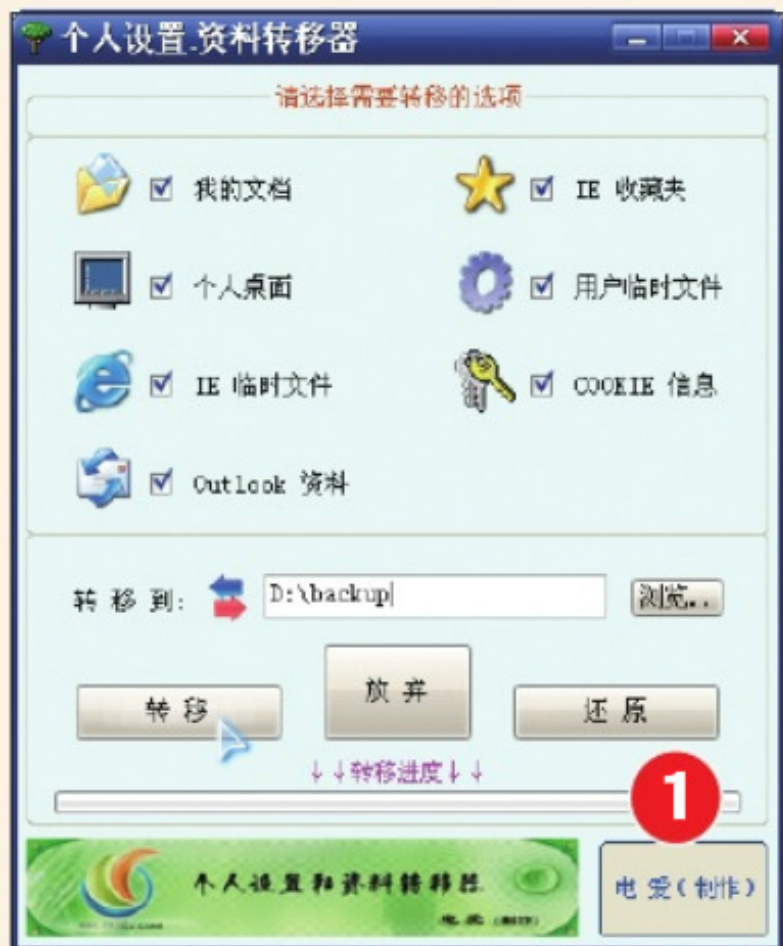 个人设置.资料转移器
请选择需要转移的选项
我的文档
IE 收藏夹
个人桌面
用户临时文件
IE 临时文件
COOKIE 信息
Outlook 资料
转 移 到:
D:\backup
浏览..
转 移
放 弃
还 原
↓↓转移进度↓↓
1
个人设置和资料转移器
电 爱 (制作)
电 爱(制作)